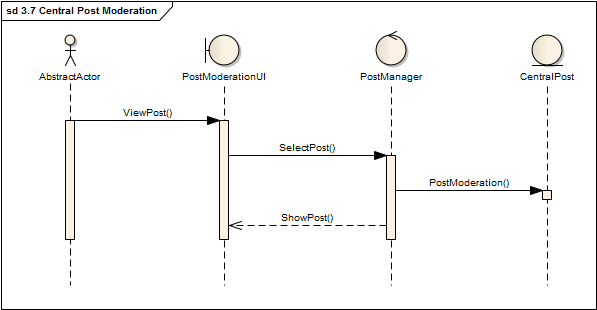 sd 3.7 Central Post Moderation
AbstractActor
PostModerationUI
PostManager
CentralPost
ViewPost()
SelectPost()
PostModeration()
ShowPost()